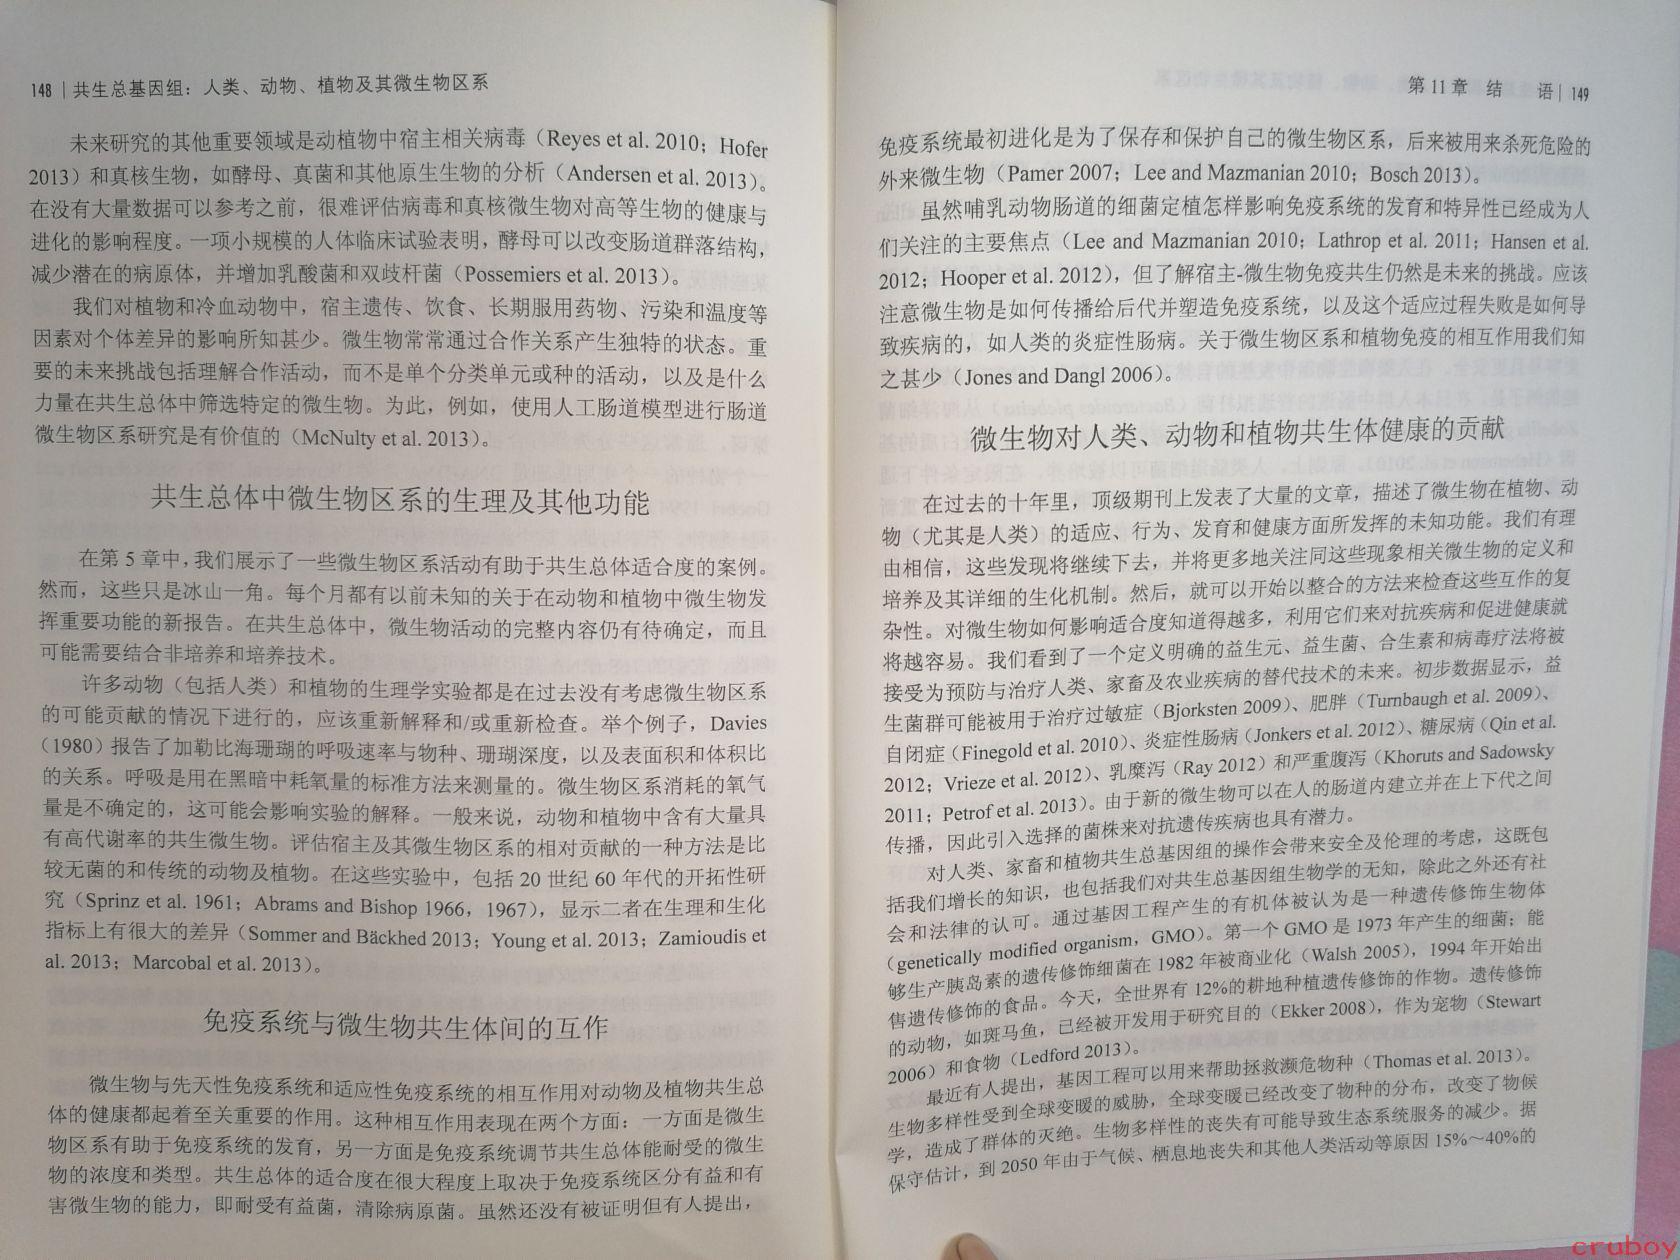 148 | 共生总基因组：人类、动物、植物及其微生物区系
未来研究的其他重要领域是动植物中宿主相关病毒（Reyes et al. 2010；Hofer
2013）和真核生物，如酵母、真菌和其他原生生物的分析（Andersen et al. 2013）。
在没有大量数据可以参考之前，很难评估病毒和真核微生物对高等生物的健康与
进化的影响程度。一项小规模的人体临床试验表明，酵母可以改变肠道群落结构，
减少潜在的病原体，并增加乳酸菌和双歧杆菌（Possemiers et al. 2013）。
我们对植物和冷血动物中，宿主遗传、饮食、长期服用药物、污染和温度等
因素对个体差异的影响所知甚少。微生物常常通过合作关系产生独特的状态。重
要的未来挑战包括理解合作活动，而不是单个分类单元或种的活动，以及是什么
力量在共生总体中筛选特定的微生物。为此，例如，使用人工肠道模型进行肠道
微生物区系研究是有价值的（McNulty et al. 2013）。
共生总体中微生物区系的生理及其他功能
在第 5 章中，我们展示了一些微生物区系活动有助于共生总体适合度的案例。
然而，这些只是冰山一角。每个月都有以前未知的关于在动物和植物中微生物发
挥重要功能的新报告。在共生总体中，微生物活动的完整内容仍有待确定，而且
可能需要结合非培养和培养技术。
许多动物（包括人类）和植物的生理学实验都是在过去没有考虑微生物区系
的可能贡献的情况下进行的，应该重新解释和/或重新检查。举个例子，Davies
（1980）报告了加勒比海珊瑚的呼吸速率与物种、珊瑚深度，以及表面积和体积比
的关系。呼吸是用在黑暗中耗氧量的标准方法来测量的。微生物区系消耗的氧气
量是不确定的，这可能会影响实验的解释。一般来说，动物和植物中含有大量具
有高代谢率的共生微生物。评估宿主及其微生物区系的相对贡献的一种方法是比
较无菌的和传统的动物及植物。在这些实验中，包括 20 世纪 60 年代的开拓性研
究（Sprinz et al. 1961；Abrams and Bishop 1966，1967），显示二者在生理和生化
指标上有很大的差异（Sommer and Bäckhed 2013；Young et al. 2013；Zamioudis et
al. 2013；Marcobal et al. 2013）。
免疫系统与微生物共生体间的互作
微生物与先天性免疫系统和适应性免疫系统的相互作用对动物及植物共生总
体的健康都起着至关重要的作用。这种相互作用表现在两个方面：一方面是微生
物区系有助于免疫系统的发育，另一方面是免疫系统调节共生总体能耐受的微生
物的浓度和类型。共生总体的适合度在很大程度上取决于免疫系统区分有益和有
害微生物的能力，即耐受有益菌，清除病原菌。虽然还没有被证明但有人提出，
第 11 章 结 语 | 149
免疫系统最初进化是为了保存和保护自己的微生物区系，后来被用来杀死危险的
外来微生物（Pamer 2007；Lee and Mazmanian 2010；Bosch 2013）。
虽然哺乳动物肠道的细菌定植怎样影响免疫系统的发育和特异性已经成为人
们关注的主要焦点（Lee and Mazmanian 2010；Lathrop et al. 2011；Hansen et al.
2012；Hooper et al. 2012），但了解宿主-微生物免疫共生仍然是未来的挑战。应该
注意微生物是如何传播给后代并塑造免疫系统，以及这个适应过程失败是如何导
致疾病的，如人类的炎症性肠病。关于微生物区系和植物免疫的相互作用我们知
之甚少（Jones and Dangl 2006）。
微生物对人类、动物和植物共生体健康的贡献
在过去的十年里，顶级期刊上发表了大量的文章，描述了微生物在植物、动
物（尤其是人类）的适应、行为、发育和健康方面所发挥的未知功能。我们有理
由相信，这些发现将继续下去，并将更多地关注同这些现象相关微生物的定义和
培养及其详细的生化机制。然后，就可以开始以整合的方法来检查这些互作的复
杂性。对微生物如何影响适合度知道得越多，利用它们来对抗疾病和促进健康就
将越容易。我们看到了一个定义明确的益生元、益生菌、合生素和病毒疗法将被
接受为预防与治疗人类、家畜及农业疾病的替代技术的未来。初步数据显示，益
生菌群可能被用于治疗过敏症（Bjorksten 2009）、肥胖（Turnbaugh et al. 2009）、
自闭症（Finegold et al. 2010）、炎症性肠病（Jonkers et al. 2012）、糖尿病（Qin et al.
2012；Vrieze et al. 2012）、乳糜泻（Ray 2012）和严重腹泻（Khoruts and Sadowsky
2011；Petrof et al. 2013）。由于新的微生物可以在人的肠道内建立并在上下代之间
传播，因此引入选择的菌株来对抗遗传疾病也具有潜力。
对人类、家畜和植物共生总基因组的操作会带来安全及伦理的考虑，这既包
括我们增长的知识，也包括我们对共生总基因组生物学的无知，除此之外还有社
会和法律的认可。通过基因工程产生的有机体被认为是一种遗传修饰生物体
（genetically modified organism，GMO）。第一个 GMO 是 1973 年产生的细菌；能
够生产胰岛素的遗传修饰细菌在 1982 年被商业化（Walsh 2005），1994 年开始出
售遗传修饰的食品。今天，全世界有 12%的耕地种植遗传修饰的作物。遗传修饰
的动物，如斑马鱼，已经被开发用于研究目的（Ekker 2008），作为宠物（Stewart
2006）和食物（Ledford 2013）。
最近有人提出，基因工程可以用来帮助拯救濒危物种（Thomas et al. 2013）。
生物多样性受到全球变暖的威胁，全球变暖已经改变了物种的分布，改变了物候
学，造成了群体的灭绝。生物多样性的丧失有可能导致生态系统服务的减少。据
保守估计，到 2050 年由于气候、栖息地丧失和其他人类活动等原因 15%～40%的
cruboy